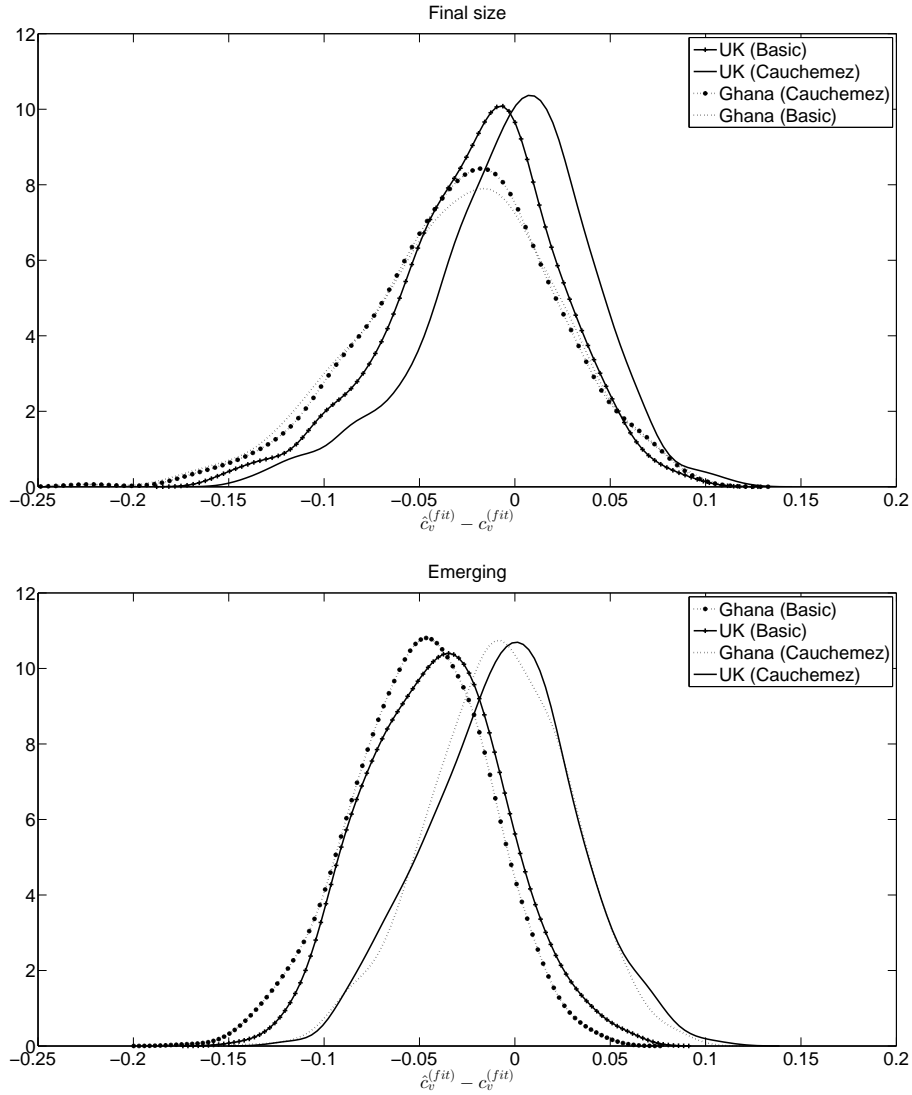 Final size
12
10
8
6
4
2
0
UK (Basic)
UK (Cauchemez)
Ghana (Cauchemez)
Ghana (Basic)
−0.25 −0.2 −0.15 −0.1 −0.05 0 0.05 0.1 0.15 0.2
ĉ_v^{(fit)} − c_v^{(fit)}
Emerging
12
10
8
6
4
2
0
Ghana (Basic)
UK (Basic)
Ghana (Cauchemez)
UK (Cauchemez)
−0.25 −0.2 −0.15 −0.1 −0.05 0 0.05 0.1 0.15 0.2
ĉ_v^{(fit)} − c_v^{(fit)}